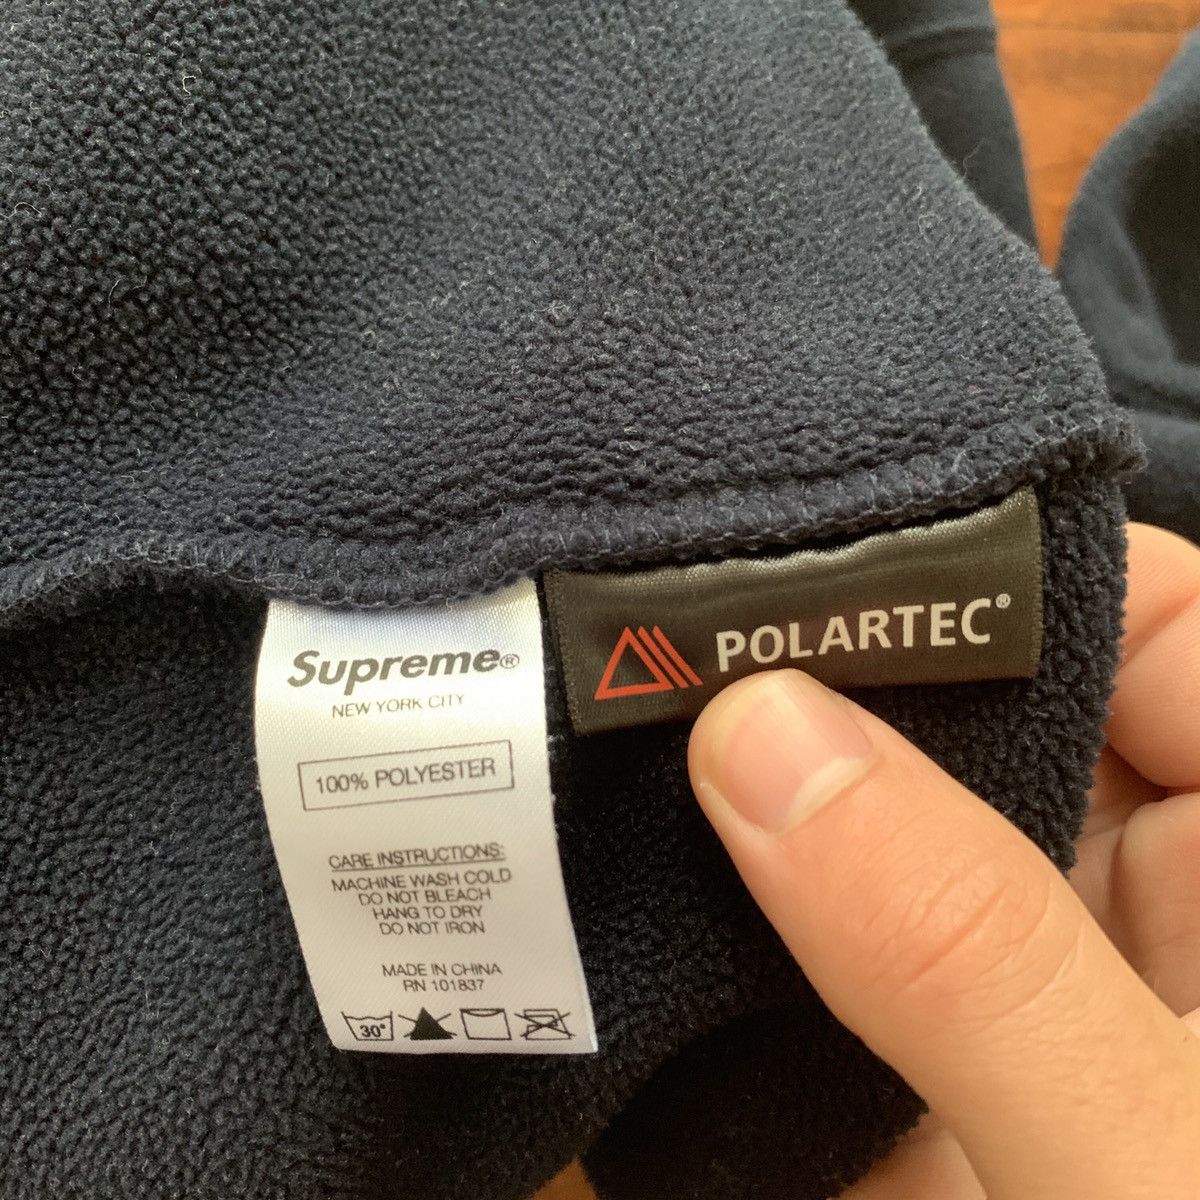 Supreme®
NEW YORK CITY
100% POLYESTER
CARE INSTRUCTIONS:
MACHINE WASH COLD
DO NOT BLEACH
HANG TO DRY
DO NOT IRON
MADE IN CHINA
RN 101837
30°
POLARTEC®